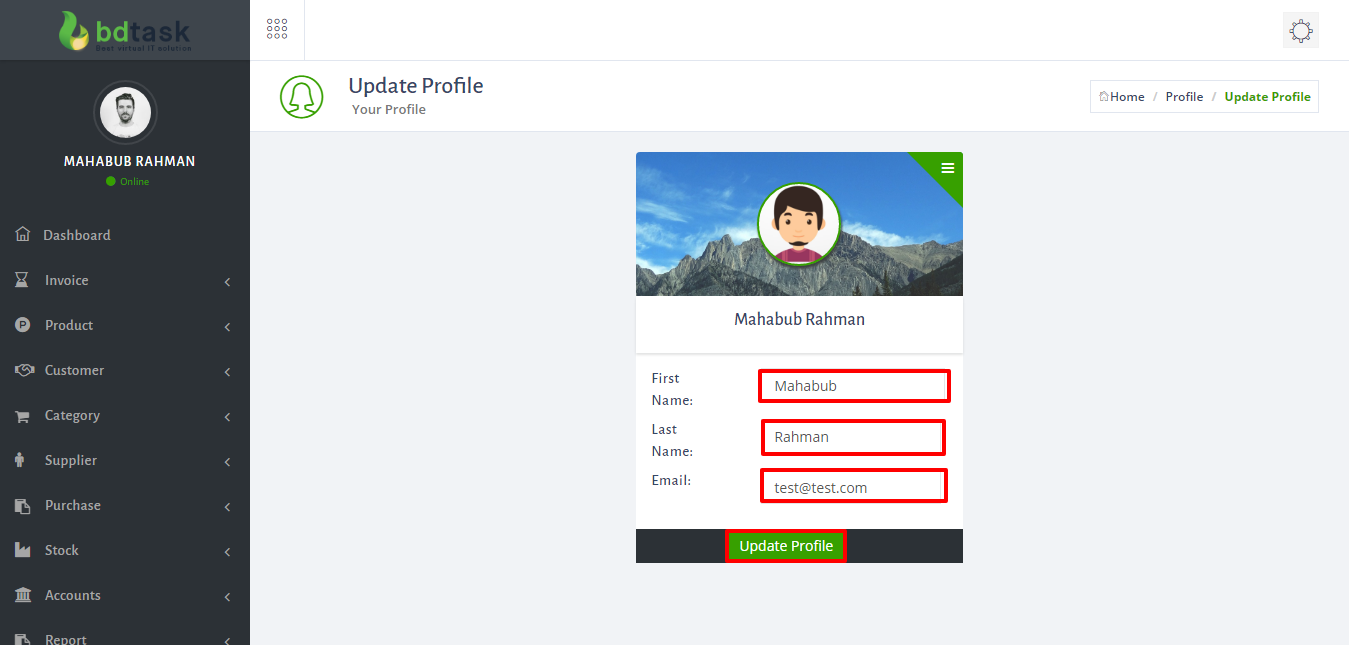 bdtask
Best virtual IT solution
MAHABUB RAHMAN
Online
Dashboard
Invoice
Product
Customer
Category
Supplier
Purchase
Stock
Accounts
Report
Update Profile
Your Profile
Home / Profile / Update Profile
Mahabub Rahman
First
Name:
Mahabub
Last
Name:
Rahman
Email:
test@test.com
Update Profile